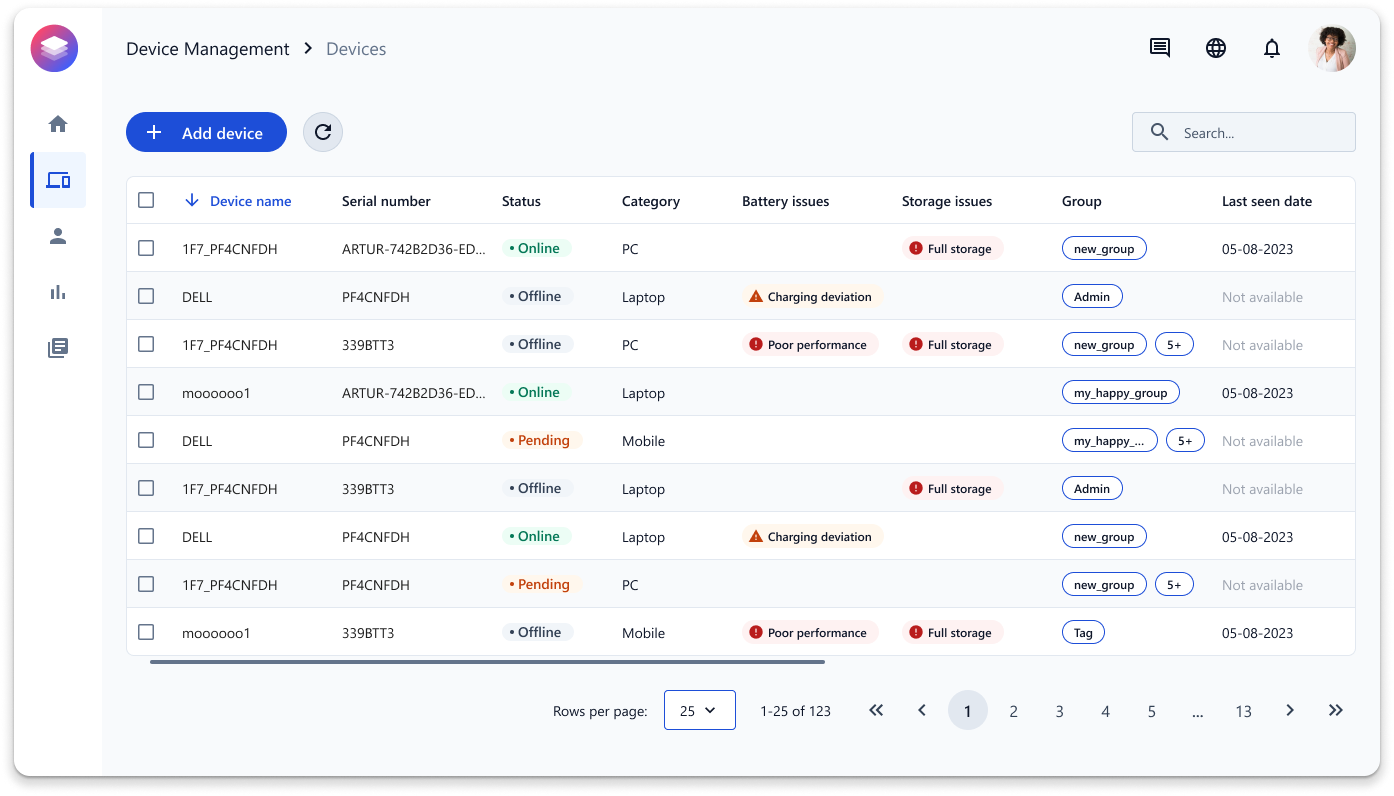 Device Management > Devices
Add device
Search...
Device name Serial number Status Category Battery issues Storage issues Group Last seen date
1F7_PF4CNFDH ARTUR-742B2D36-ED... Online PC Full storage new_group 05-08-2023
DELL PF4CNFDH Offline Laptop Charging deviation Admin Not available
1F7_PF4CNFDH 339BTT3 Offline PC Poor performance Full storage new_group 5+ Not available
moooooo1 ARTUR-742B2D36-ED... Online Laptop my_happy_group 05-08-2023
DELL PF4CNFDH Pending Mobile my_happy_... 5+ Not available
1F7_PF4CNFDH 339BTT3 Offline Laptop Full storage Admin Not available
DELL PF4CNFDH Online Laptop Charging deviation new_group 05-08-2023
1F7_PF4CNFDH PF4CNFDH Pending PC new_group 5+ Not available
moooooo1 339BTT3 Offline Mobile Poor performance Full storage Tag 05-08-2023
Rows per page: 25 1-25 of 123 1 2 3 4 5 ... 13